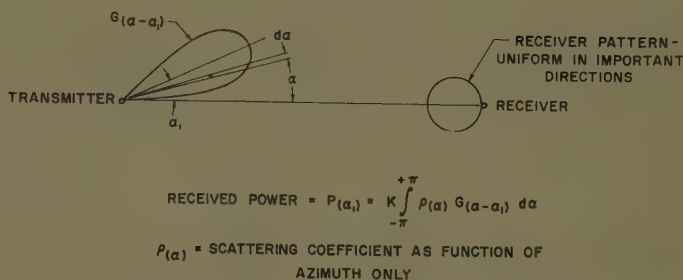 G(α-α₁)
dα
α
α₁
TRANSMITTER
RECEIVER PATTERN-
UNIFORM IN IMPORTANT
DIRECTIONS
RECEIVER
RECEIVED POWER = P(α₁) = K ∫₋π⁺π ρ(α) G(α-α₁) dα
ρ(α) = SCATTERING COEFFICIENT AS FUNCTION OF
AZIMUTH ONLY